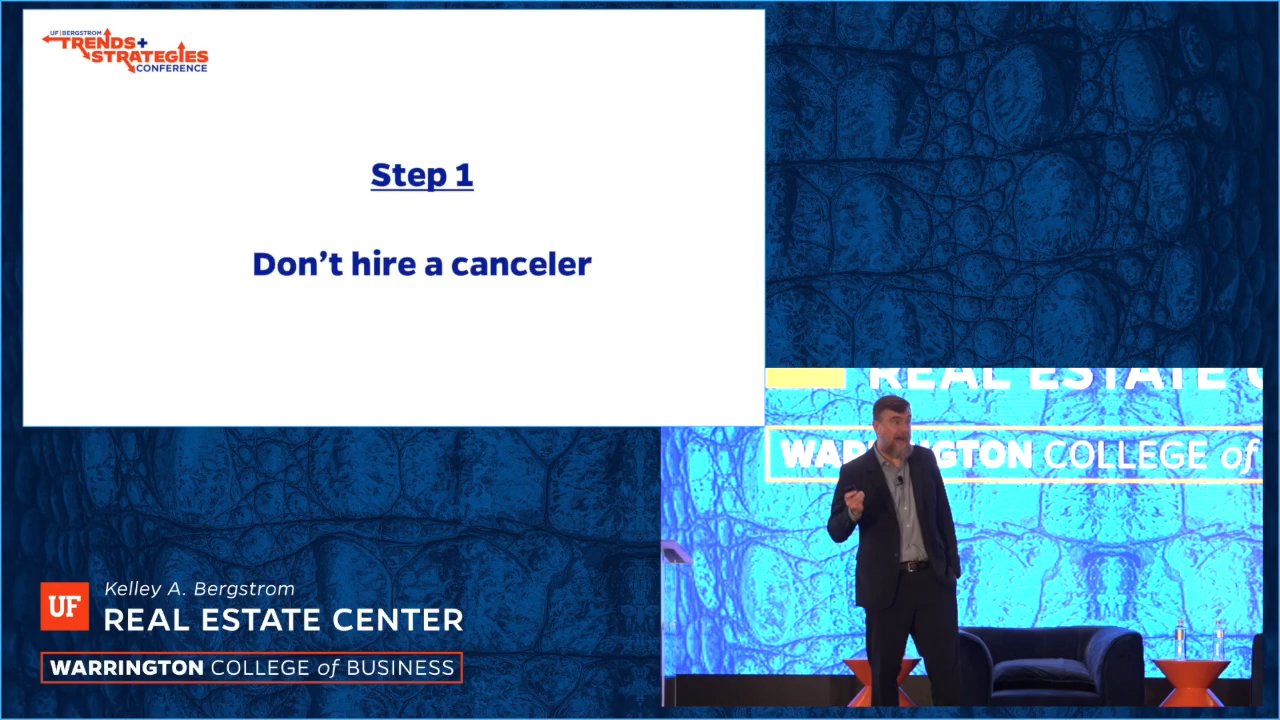 UF|BERGSTROM
TRENDS+
STRATEGIES
CONFERENCE
Step 1
Don’t hire a canceler
REAL ESTATE C
WARRINGTON COLLEGE of
UF
Kelley A. Bergstrom
REAL ESTATE CENTER
WARRINGTON COLLEGE of BUSINESS